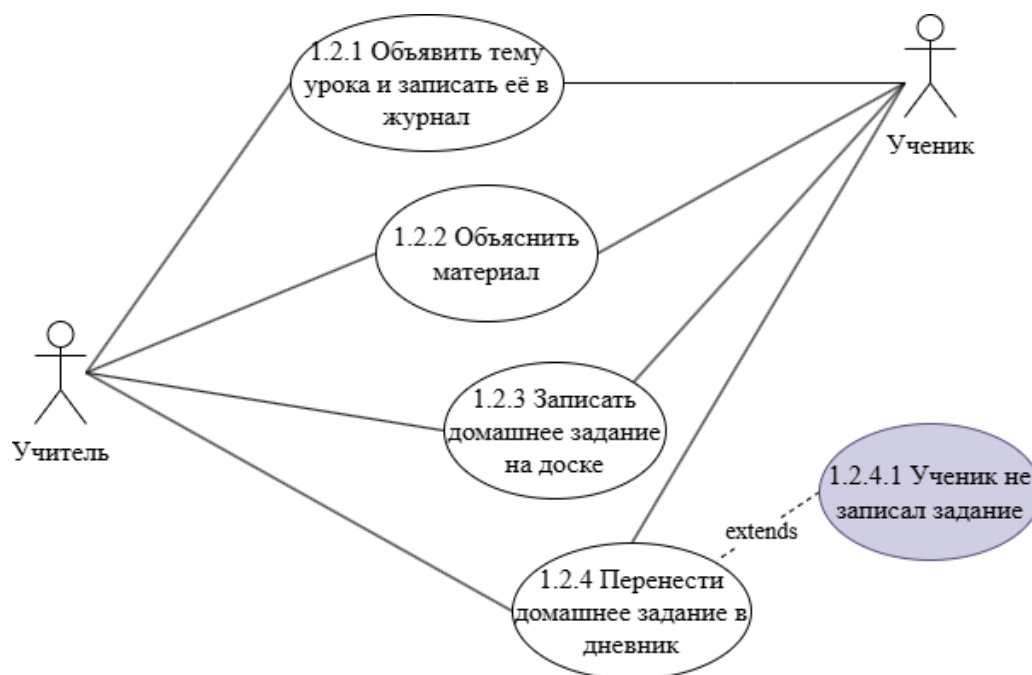 1.2.1 Объявить тему
урока и записать её в
журнал
Ученик
1.2.2 Объяснить
материал
1.2.3 Записать
домашнее задание
на доске
Учитель
1.2.4.1 Ученик не
записал задание
extends
1.2.4 Перенести
домашнее задание в
дневник